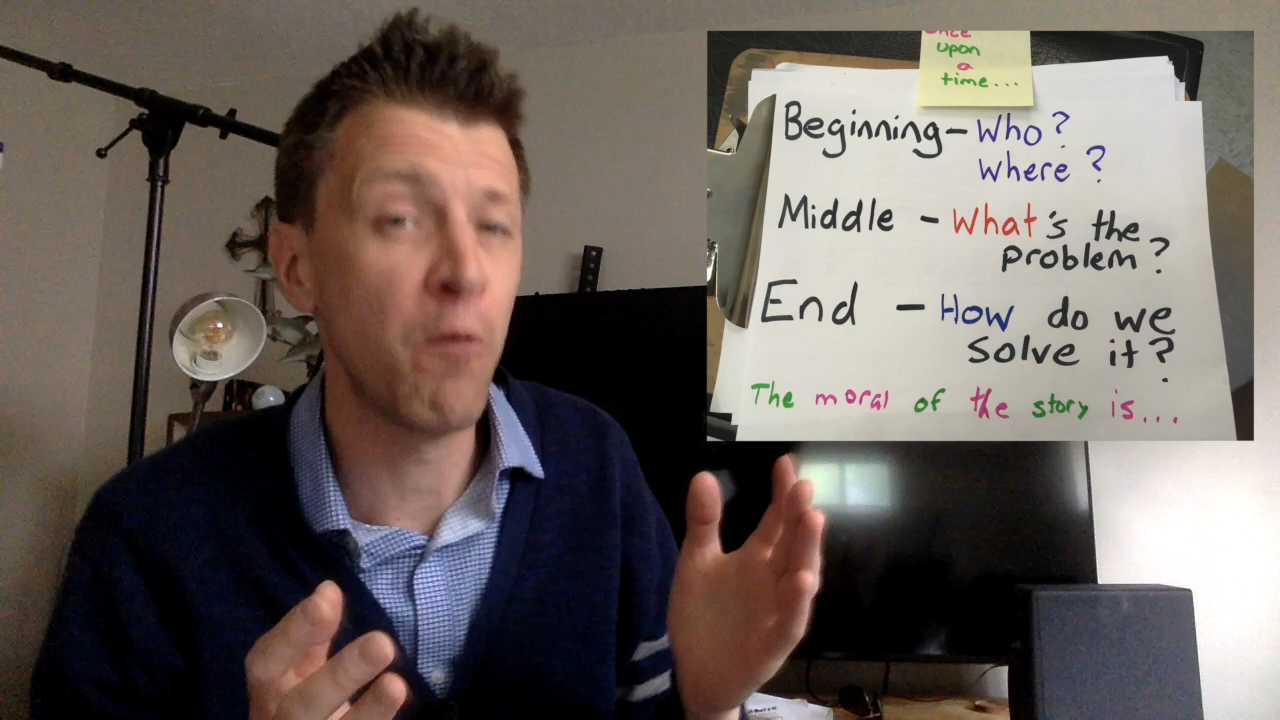 Once
upon
a
time...
Beginning- Who?
Where?
Middle - What's the
problem?
End - How do we
solve it?
The moral of the story is...